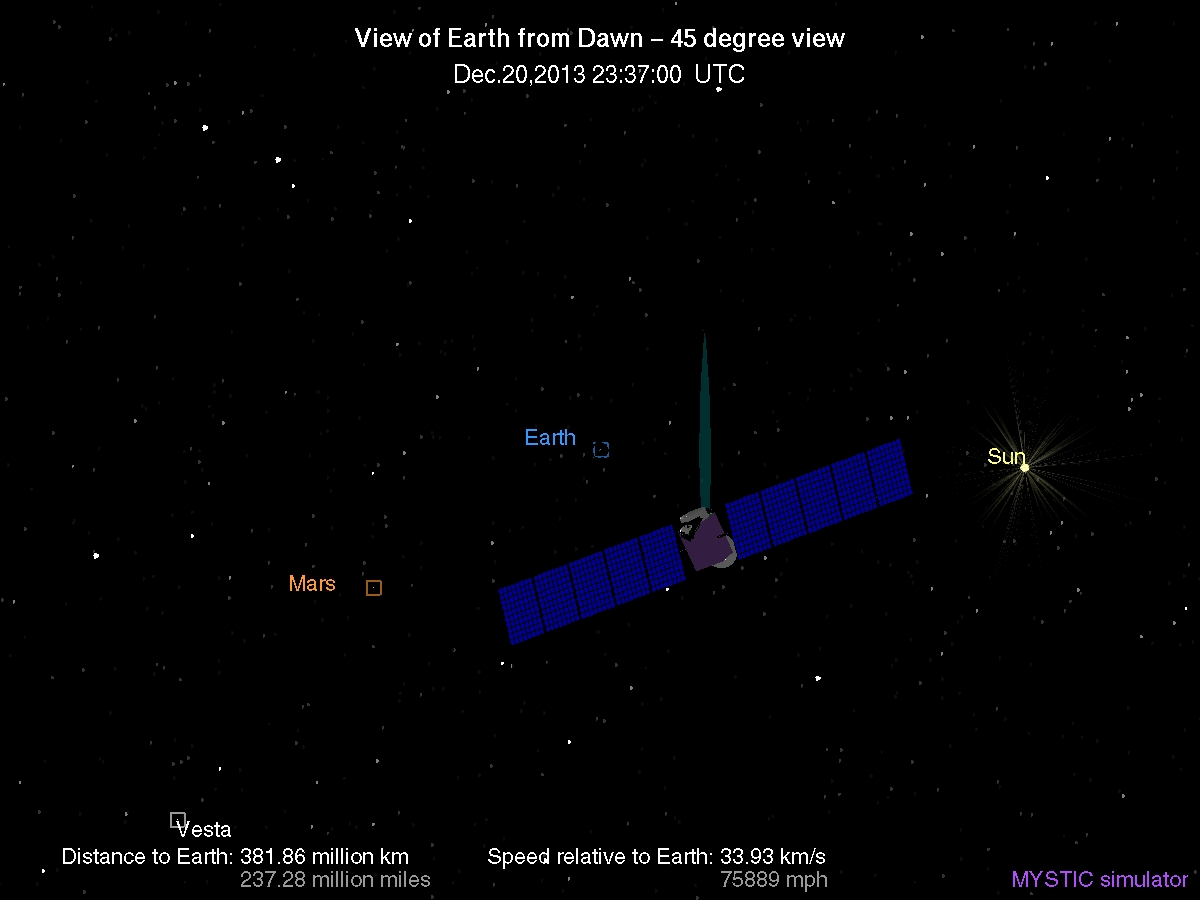 View of Earth from Dawn – 45 degree view
Dec.20,2013 23:37:00 UTC
Earth
Sun
Mars
Vesta
Distance to Earth: 381.86 million km
237.28 million miles
Speed relative to Earth: 33.93 km/s
75889 mph
MYSTIC simulator